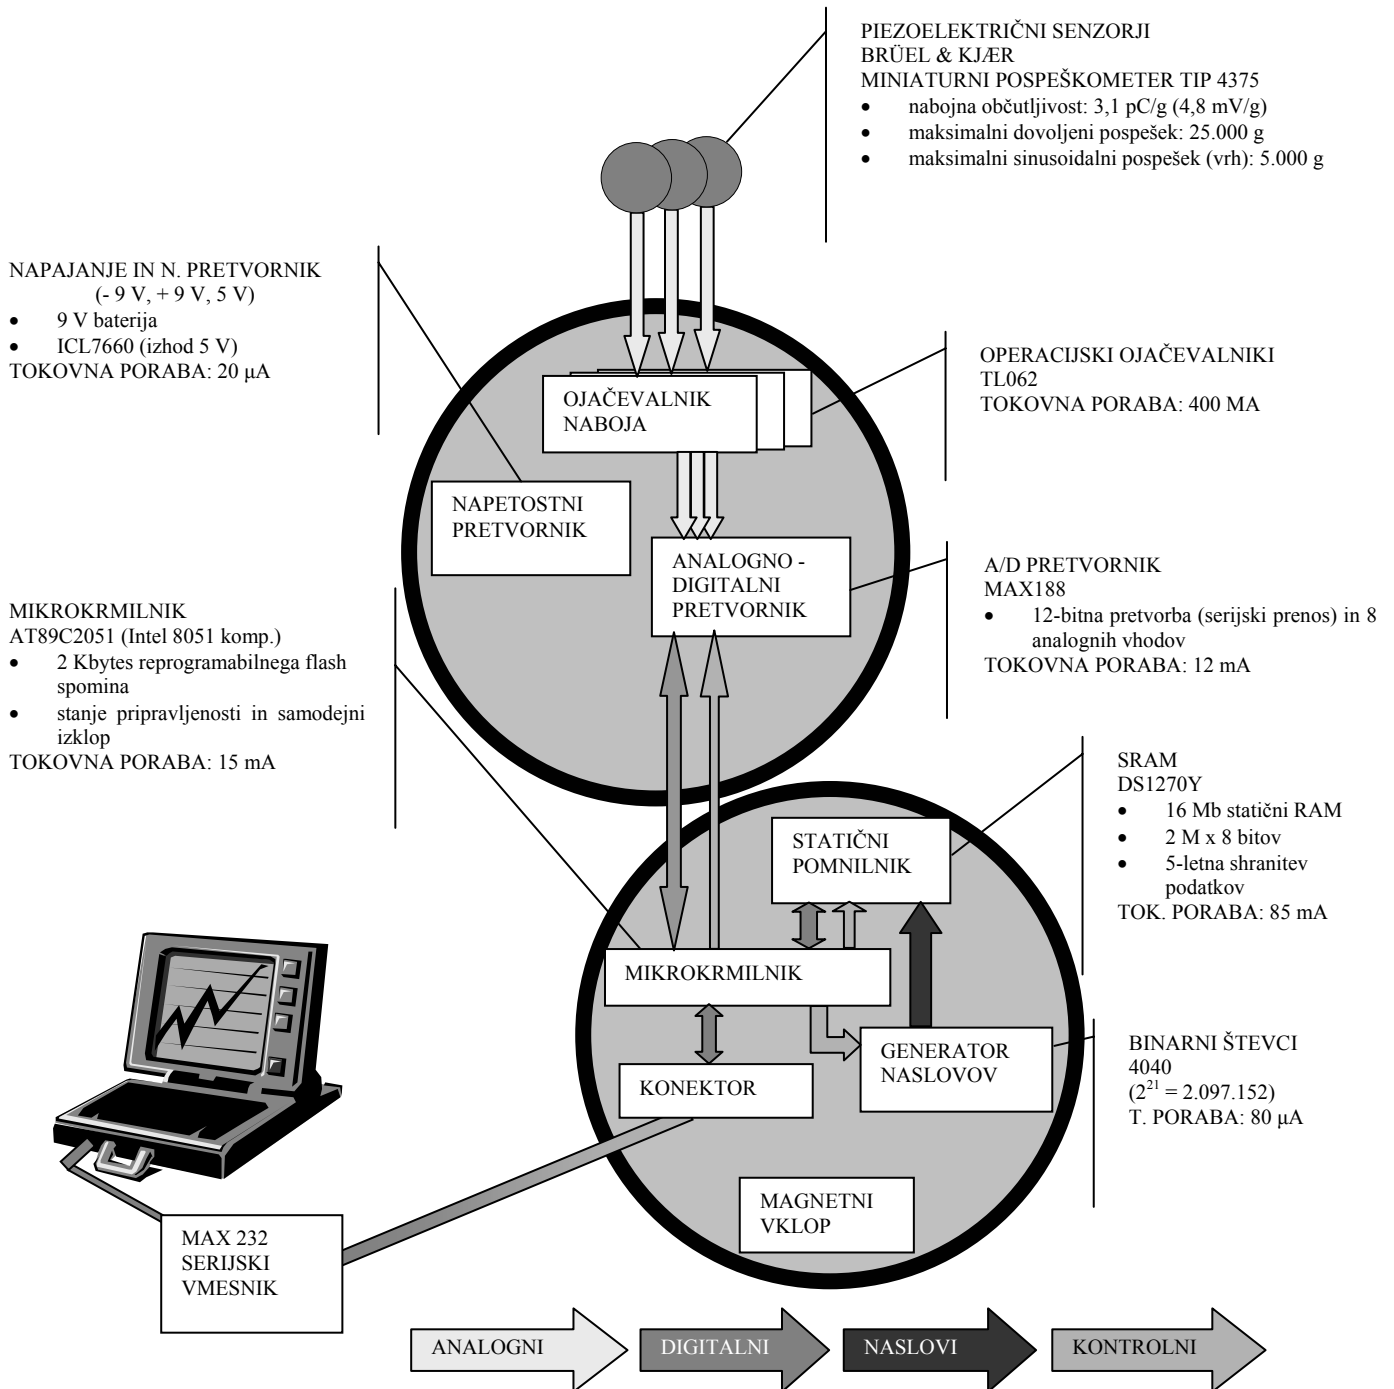 PIEZOELEKTRIČNI SENZORJI
BRÜEL & KJÆR
MINIATURNI POSPEŠKOMETER TIP 4375
• nabojna občutljivost: 3,1 pC/g (4,8 mV/g)
• maksimalni dovoljeni pospešek: 25.000 g
• maksimalni sinusoidalni pospešek (vrh): 5.000 g
NAPAJANJE IN N. PRETVORNIK
(- 9 V, + 9 V, 5 V)
• 9 V baterija
• ICL7660 (izhod 5 V)
TOKOVNA PORABA: 20 µA
OPERACIJSKI OJAČEVALNIKI
TL062
TOKOVNA PORABA: 400 MA
OJAČEVALNIK
NABOJA
NAPETOSTNI
PRETVORNIK
ANALOGNO -
DIGITALNI
PRETVORNIK
A/D PRETVORNIK
MAX188
• 12-bitna pretvorba (serijski prenos) in 8
analognih vhodov
TOKOVNA PORABA: 12 mA
MIKROKRMILNIK
AT89C2051 (Intel 8051 komp.)
• 2 Kbytes reprogramabilnega flash
spomina
• stanje pripravljenosti in samodejni
izklop
TOKOVNA PORABA: 15 mA
SRAM
DS1270Y
• 16 Mb statični RAM
• 2 M x 8 bitov
• 5-letna shranitev
podatkov
TOK. PORABA: 85 mA
STATIČNI
POMNILNIK
MIKROKRMILNIK
GENERATOR
NASLOVOV
KONEKTOR
BINARNI ŠTEVCI
4040
(2²¹ = 2.097.152)
T. PORABA: 80 µA
MAGNETNI
VKLOP
MAX 232
SERIJSKI
VMESNIK
ANALOGNI
DIGITALNI
NASLOVI
KONTROLNI